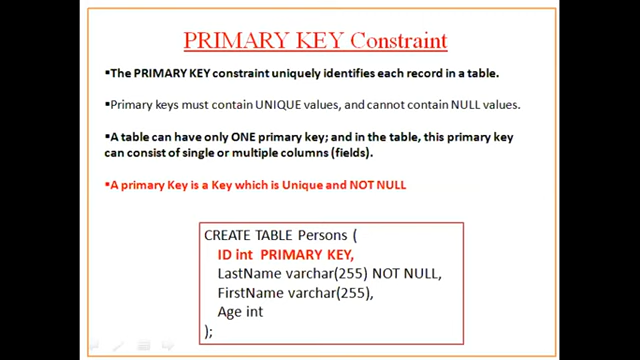 PRIMARY KEY Constraint
▪The PRIMARY KEY constraint uniquely identifies each record in a table.
▪Primary keys must contain UNIQUE values, and cannot contain NULL values.
▪A table can have only ONE primary key; and in the table, this primary key
can consist of single or multiple columns (fields).
▪A primary Key is a Key which is Unique and NOT NULL
CREATE TABLE Persons (
ID int PRIMARY KEY,
LastName varchar(255) NOT NULL,
FirstName varchar(255),
Age int
);